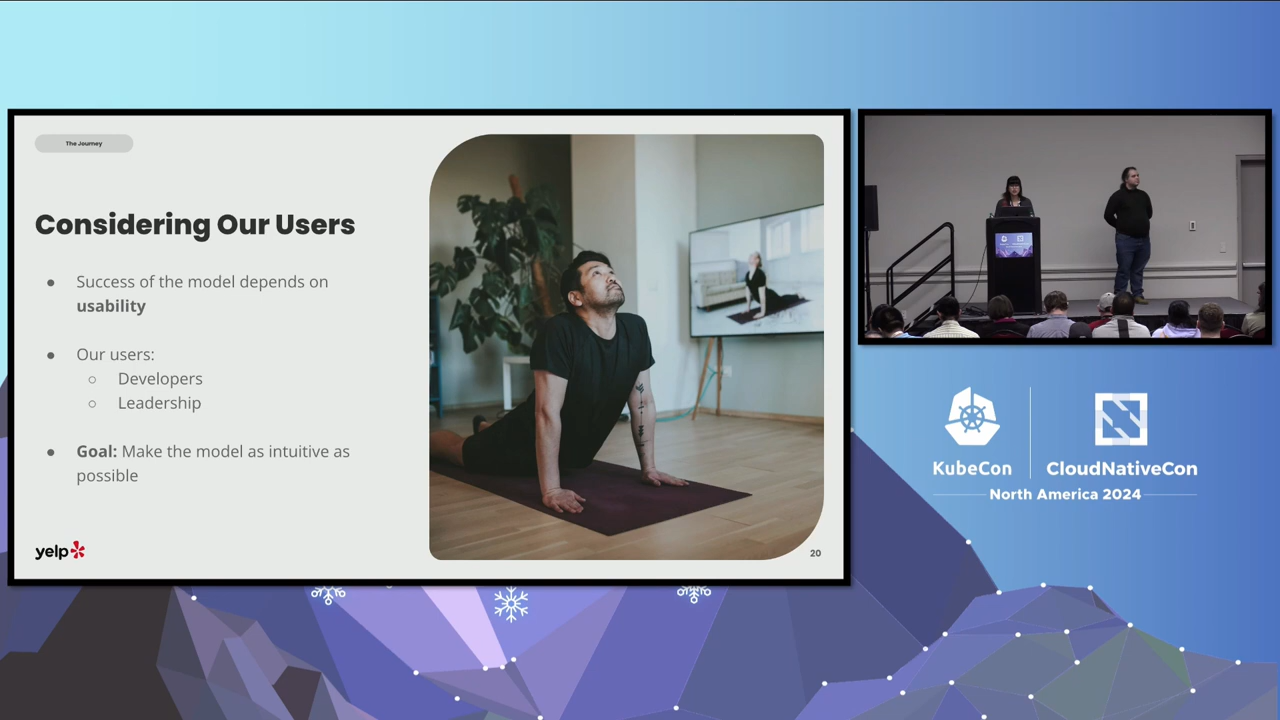 The Journey
Considering Our Users
● Success of the model depends on
usability
● Our users:
○ Developers
○ Leadership
● Goal: Make the model as intuitive as
possible
yelp
20
KubeCon
CloudNativeCon
North America 2024